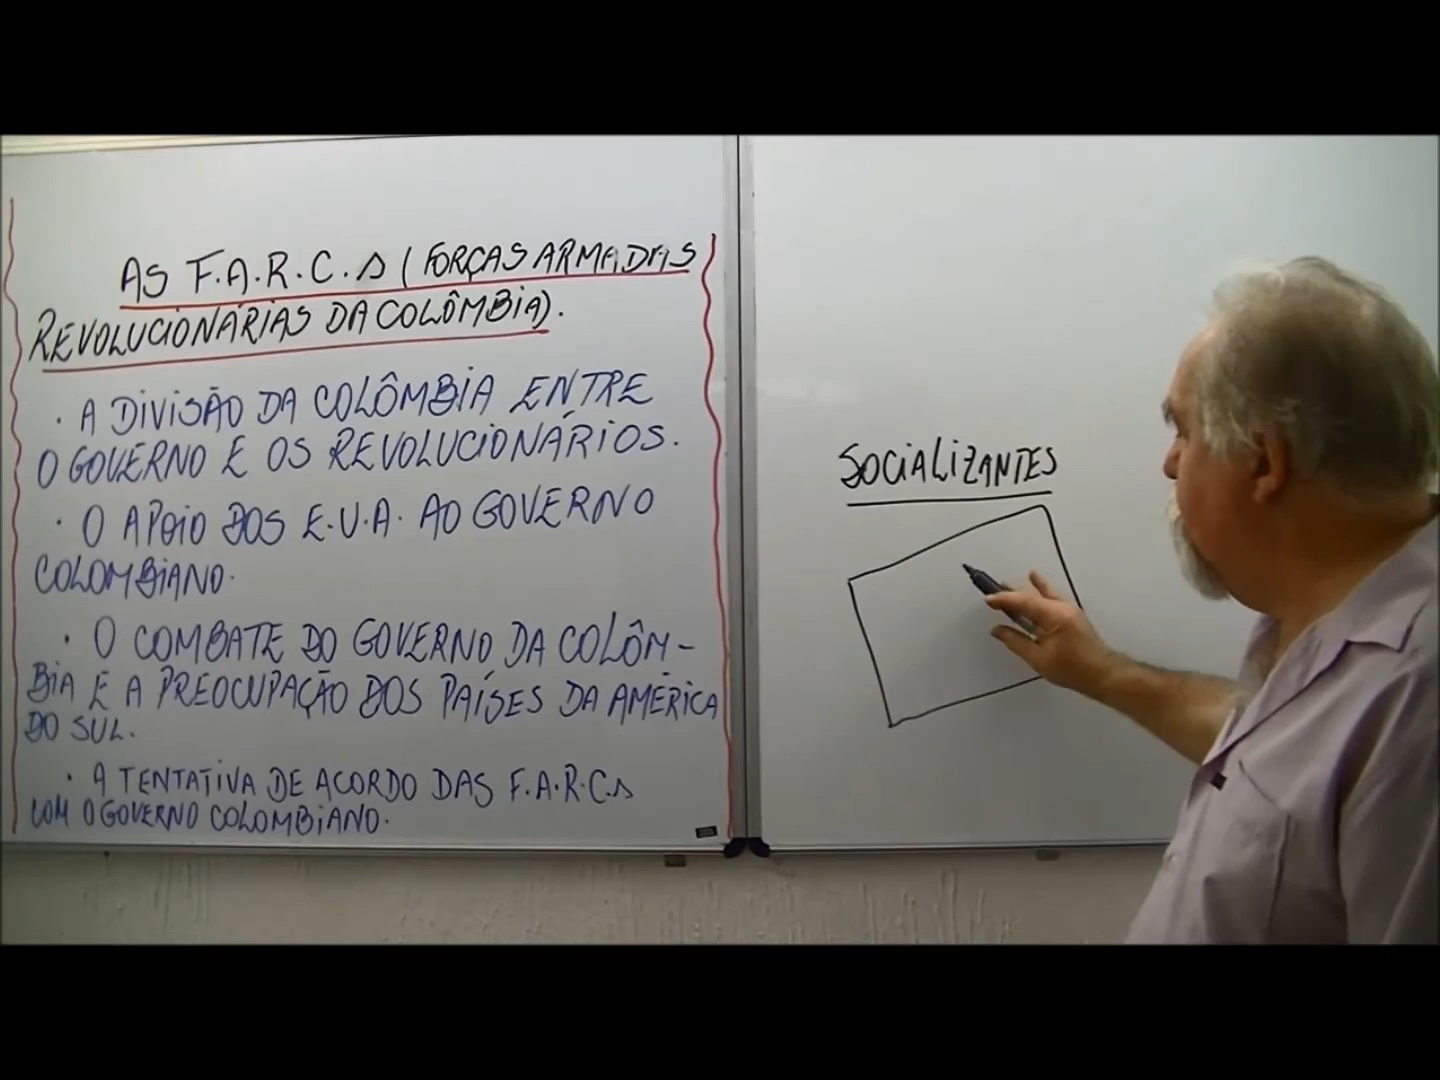 AS F.A.R.C.s (FORÇAS ARMADAS
REVOLUCIONÁRIAS DA COLÔMBIA).
· A DIVISÃO DA COLÔMBIA ENTRE
O GOVERNO E OS REVOLUCIONÁRIOS.
· O APOIO DOS E.U.A. AO GOVERNO
COLOMBIANO.
· O COMBATE DO GOVERNO DA COLÔM-
BIA E A PREOCUPAÇÃO DOS PAÍSES DA AMÉRICA
DO SUL.
· A TENTATIVA DE ACORDO DAS F.A.R.C.s
COM O GOVERNO COLOMBIANO.
SOCIALIZANTES